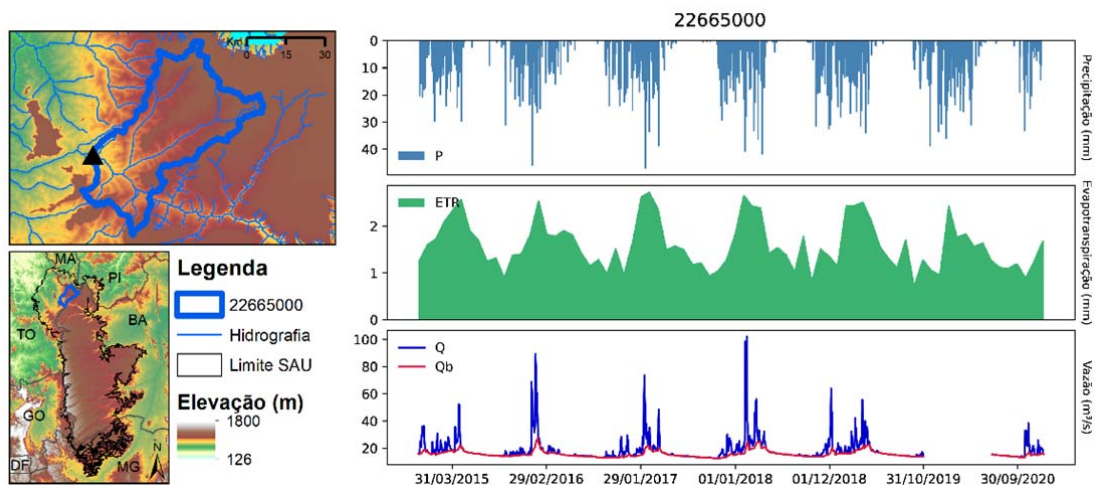 22665000
Km
0 15 30
MA
PI
TO
BA
GO
DF
MG
N
Legenda
22665000
Hidrografia
Limite SAU
Elevação (m)
1800
126
0
10
20
30
40
P
Precipitação (mm)
2
1
0
ETR
Evapotranspiração (mm)
100
80
60
40
20
Q
Qb
Vazão (m³/s)
31/03/2015 29/02/2016 29/01/2017 01/01/2018 01/12/2018 31/10/2019 30/09/2020